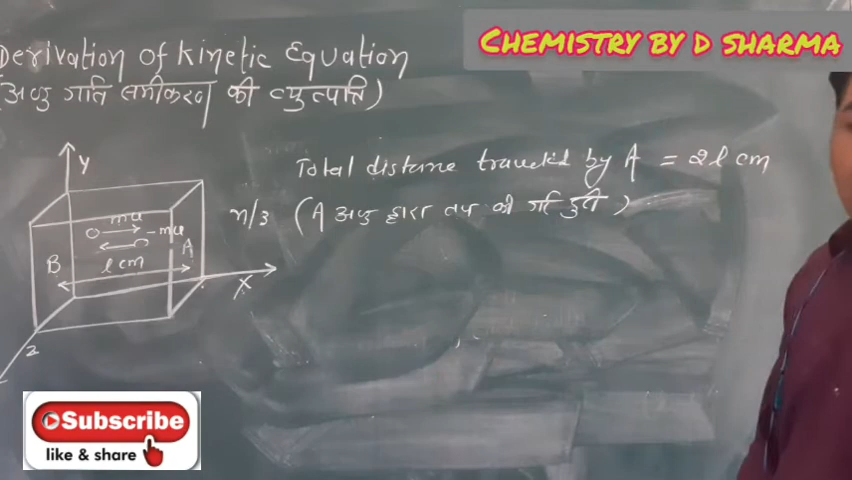 CHEMISTRY BY D SHARMA
Derivation of Kinetic Equation
(अणु गति समीकरण की व्युत्पत्ति)
Y
Total distane travelled by A = 2l cm
n/3 (A अणु द्वारा तय की गई दुरी)
mu
-mu
B
A
l cm
X
Z
Subscribe
like & share